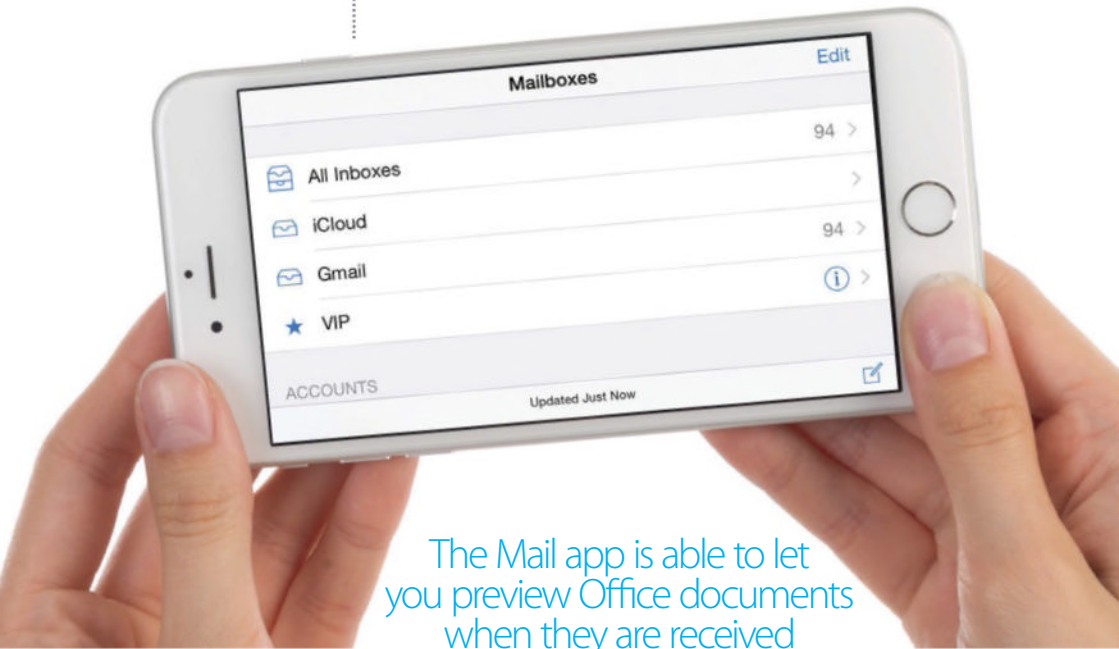 Mailboxes
Edit
All Inboxes
94
iCloud
Gmail
94
VIP
ACCOUNTS
Updated Just Now
The Mail app is able to let
you preview Office documents
when they are received